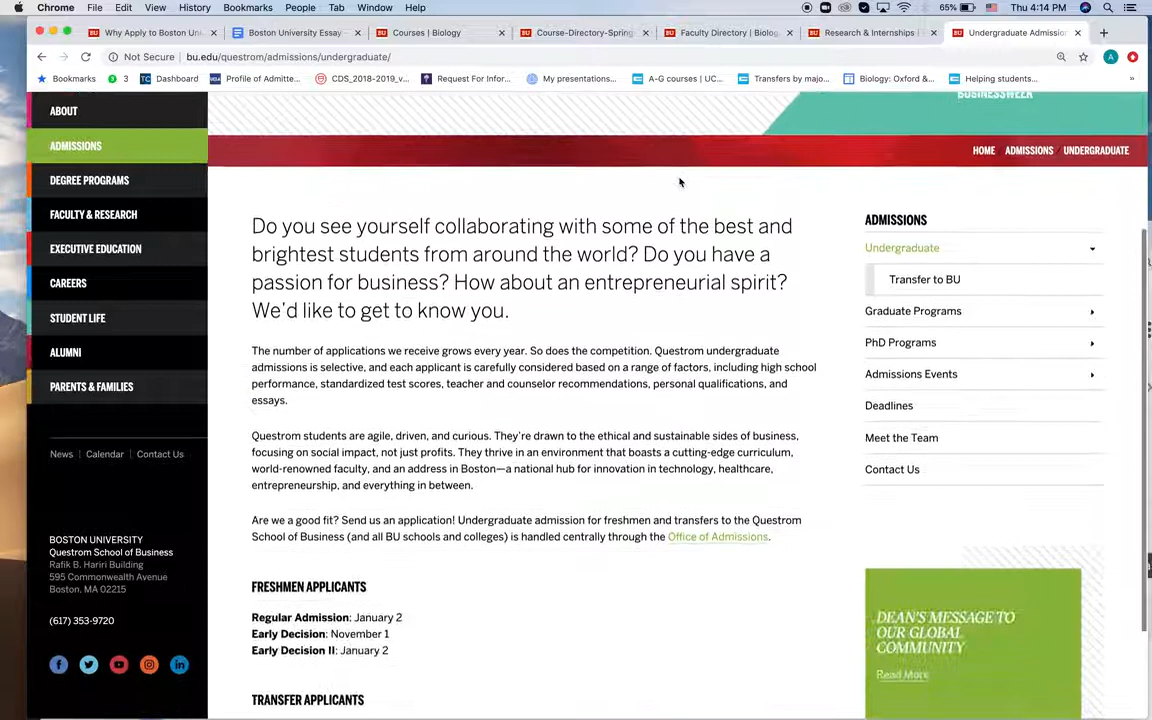 Chrome File Edit View History Bookmarks People Tab Window Help 65% Thu 4:14 PM
Why Apply to Boston Uni
Boston University Essay
Courses | Biology
Course-Directory-Spring
Faculty Directory | Biolog
Research & Internships
Undergraduate Admission
Not Secure bu.edu/questrom/admissions/undergraduate/
Bookmarks
3
Dashboard
Profile of Admitte...
CDS_2018-2019_v...
Request For Infor...
My presentations...
A-G courses | UC...
Transfers by majo...
Biology: Oxford &...
Helping students...
»
BUSINESSWEEK
HOME ADMISSIONS / UNDERGRADUATE
ABOUT
ADMISSIONS
DEGREE PROGRAMS
FACULTY & RESEARCH
EXECUTIVE EDUCATION
CAREERS
STUDENT LIFE
ALUMNI
PARENTS & FAMILIES
News | Calendar | Contact Us
BOSTON UNIVERSITY
Questrom School of Business
Rafik B. Hariri Building
595 Commonwealth Avenue
Boston, MA 02215
(617) 353-9720
Do you see yourself collaborating with some of the best and
brightest students from around the world? Do you have a
passion for business? How about an entrepreneurial spirit?
We'd like to get to know you.
The number of applications we receive grows every year. So does the competition. Questrom undergraduate
admissions is selective, and each applicant is carefully considered based on a range of factors, including high school
performance, standardized test scores, teacher and counselor recommendations, personal qualifications, and
essays.
Questrom students are agile, driven, and curious. They're drawn to the ethical and sustainable sides of business,
focusing on social impact, not just profits. They thrive in an environment that boasts a cutting-edge curriculum,
world-renowned faculty, and an address in Boston—a national hub for innovation in technology, healthcare,
entrepreneurship, and everything in between.
Are we a good fit? Send us an application! Undergraduate admission for freshmen and transfers to the Questrom
School of Business (and all BU schools and colleges) is handled centrally through the Office of Admissions.
FRESHMEN APPLICANTS
Regular Admission: January 2
Early Decision: November 1
Early Decision II: January 2
TRANSFER APPLICANTS
ADMISSIONS
Undergraduate
Transfer to BU
Graduate Programs
PhD Programs
Admissions Events
Deadlines
Meet the Team
Contact Us
DEAN'S MESSAGE TO
OUR GLOBAL
COMMUNITY
Read More